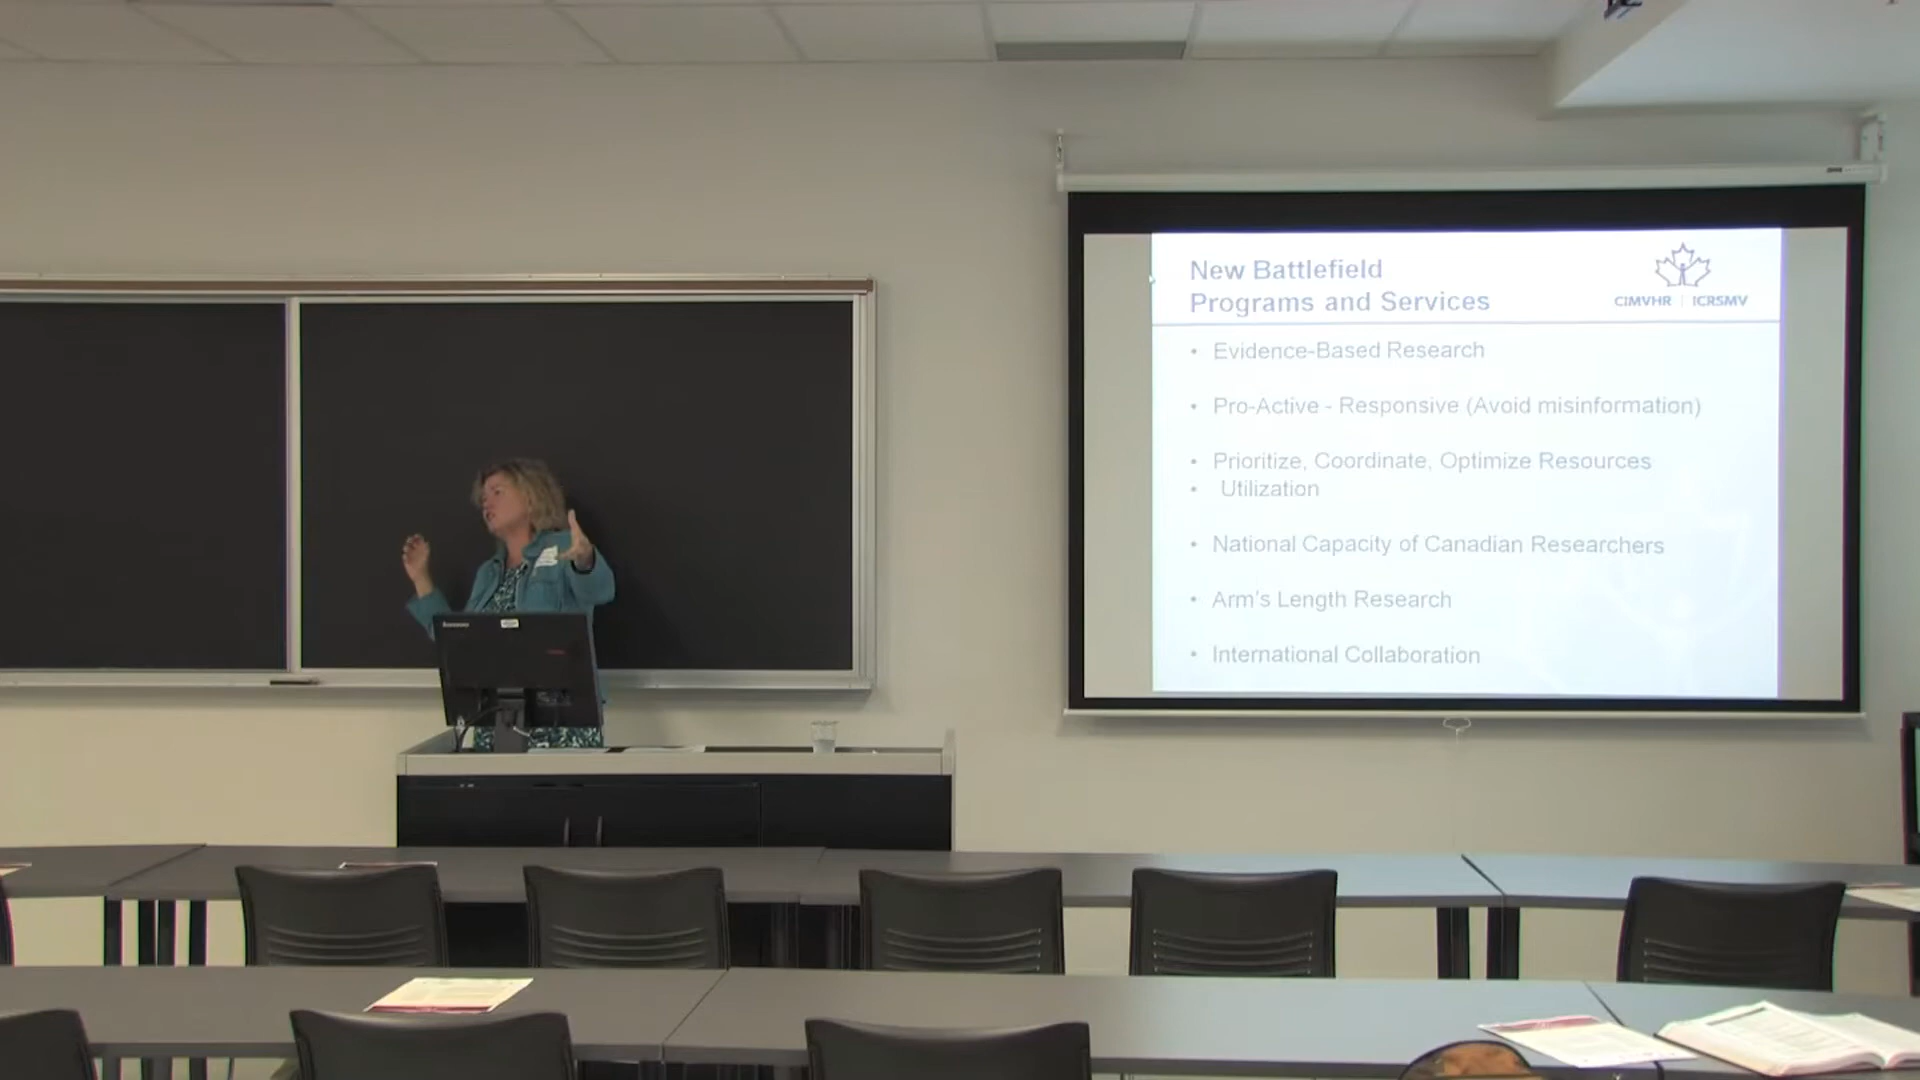 New Battlefield
Programs and Services
CIMVHR | ICRSMV
• Evidence-Based Research
• Pro-Active - Responsive (Avoid misinformation)
• Prioritize, Coordinate, Optimize Resources
• Utilization
• National Capacity of Canadian Researchers
• Arm's Length Research
• International Collaboration
lenovo